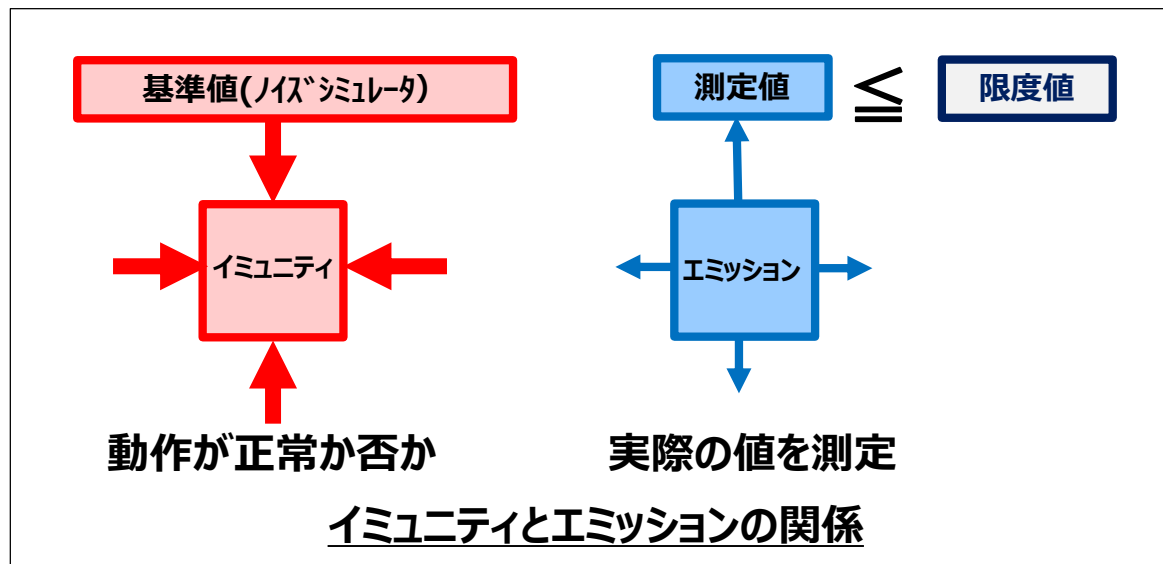 基準値(ﾉｲｽﾞｼﾐｭﾚｰﾀ)
イミュニティ
動作が正常か否か
測定値 ≦ 限度値
エミッション
実際の値を測定
イミュニティとエミッションの関係